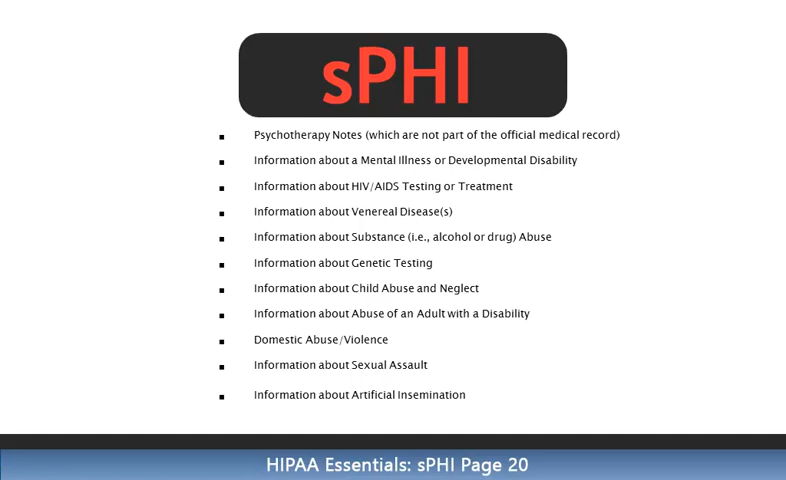 sPHI
Psychotherapy Notes (which are not part of the official medical record)
Information about a Mental Illness or Developmental Disability
Information about HIV/AIDS Testing or Treatment
Information about Venereal Disease(s)
Information about Substance (i.e., alcohol or drug) Abuse
Information about Genetic Testing
Information about Child Abuse and Neglect
Information about Abuse of an Adult with a Disability
Domestic Abuse/Violence
Information about Sexual Assault
Information about Artificial Insemination
HIPAA Essentials: sPHI Page 20